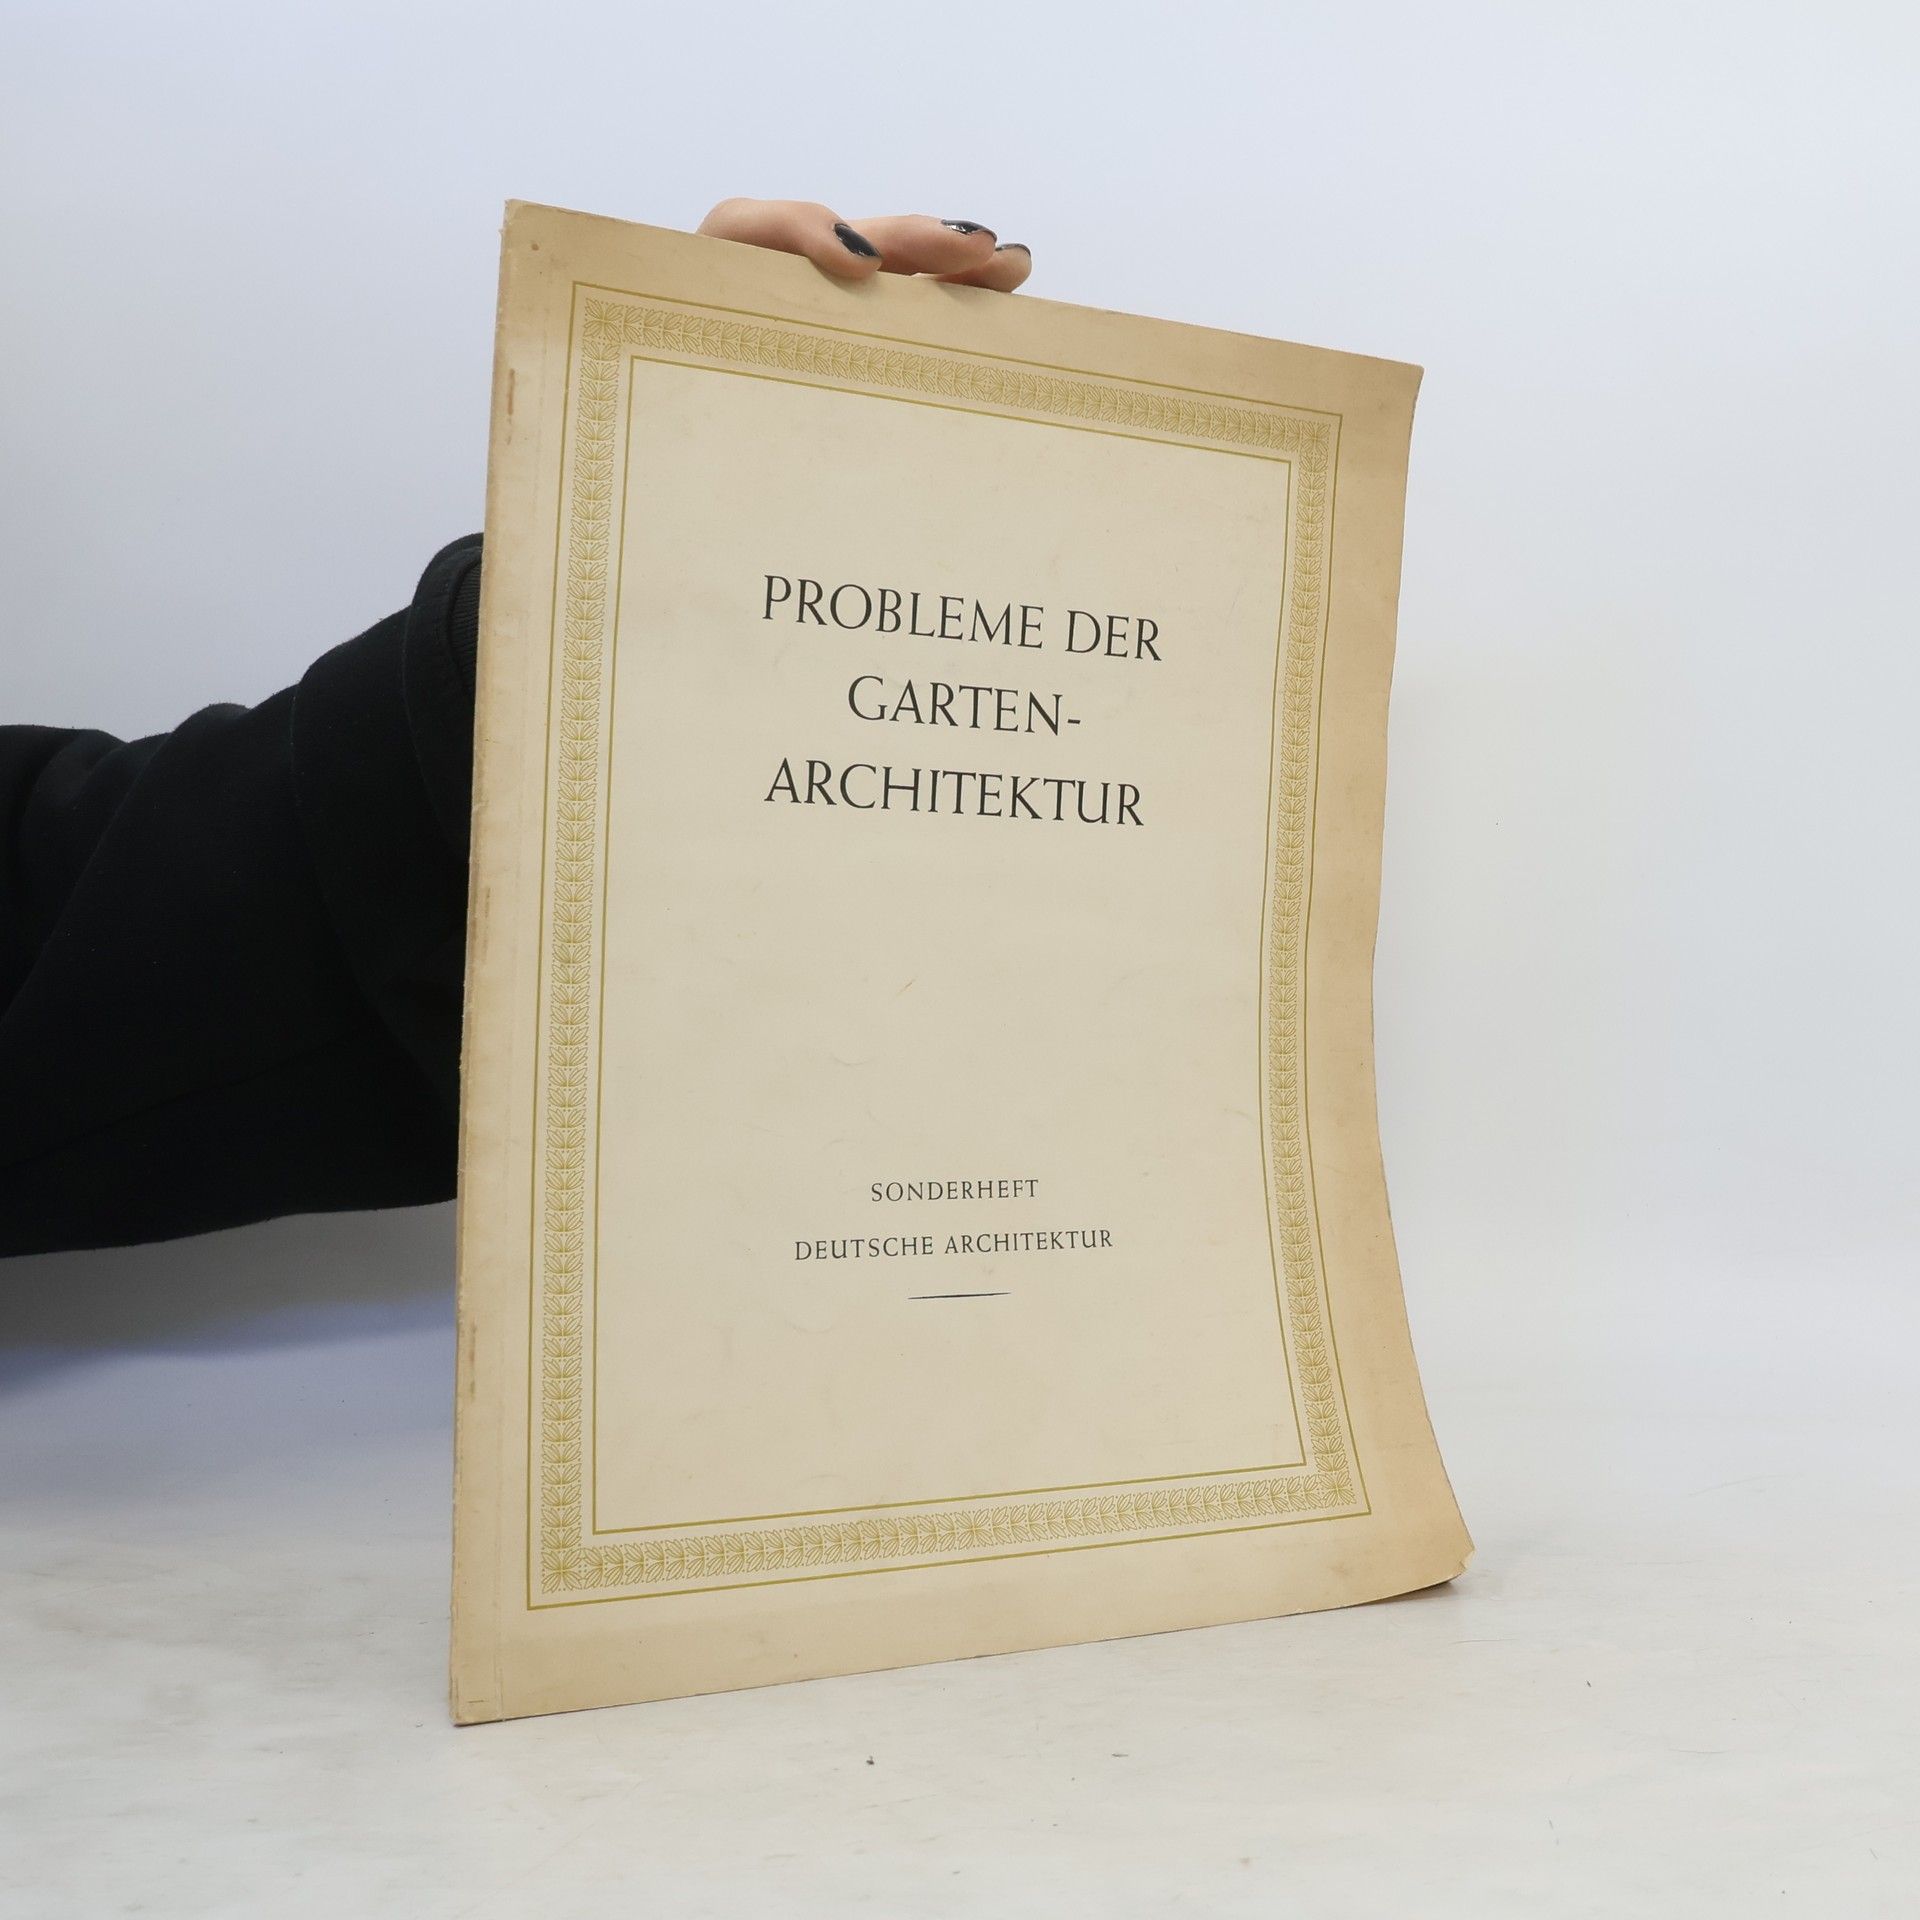 PROBLEME DER
GARTEN-
ARCHITEKTUR
SONDERHEFT
DEUTSCHE ARCHITEKTUR